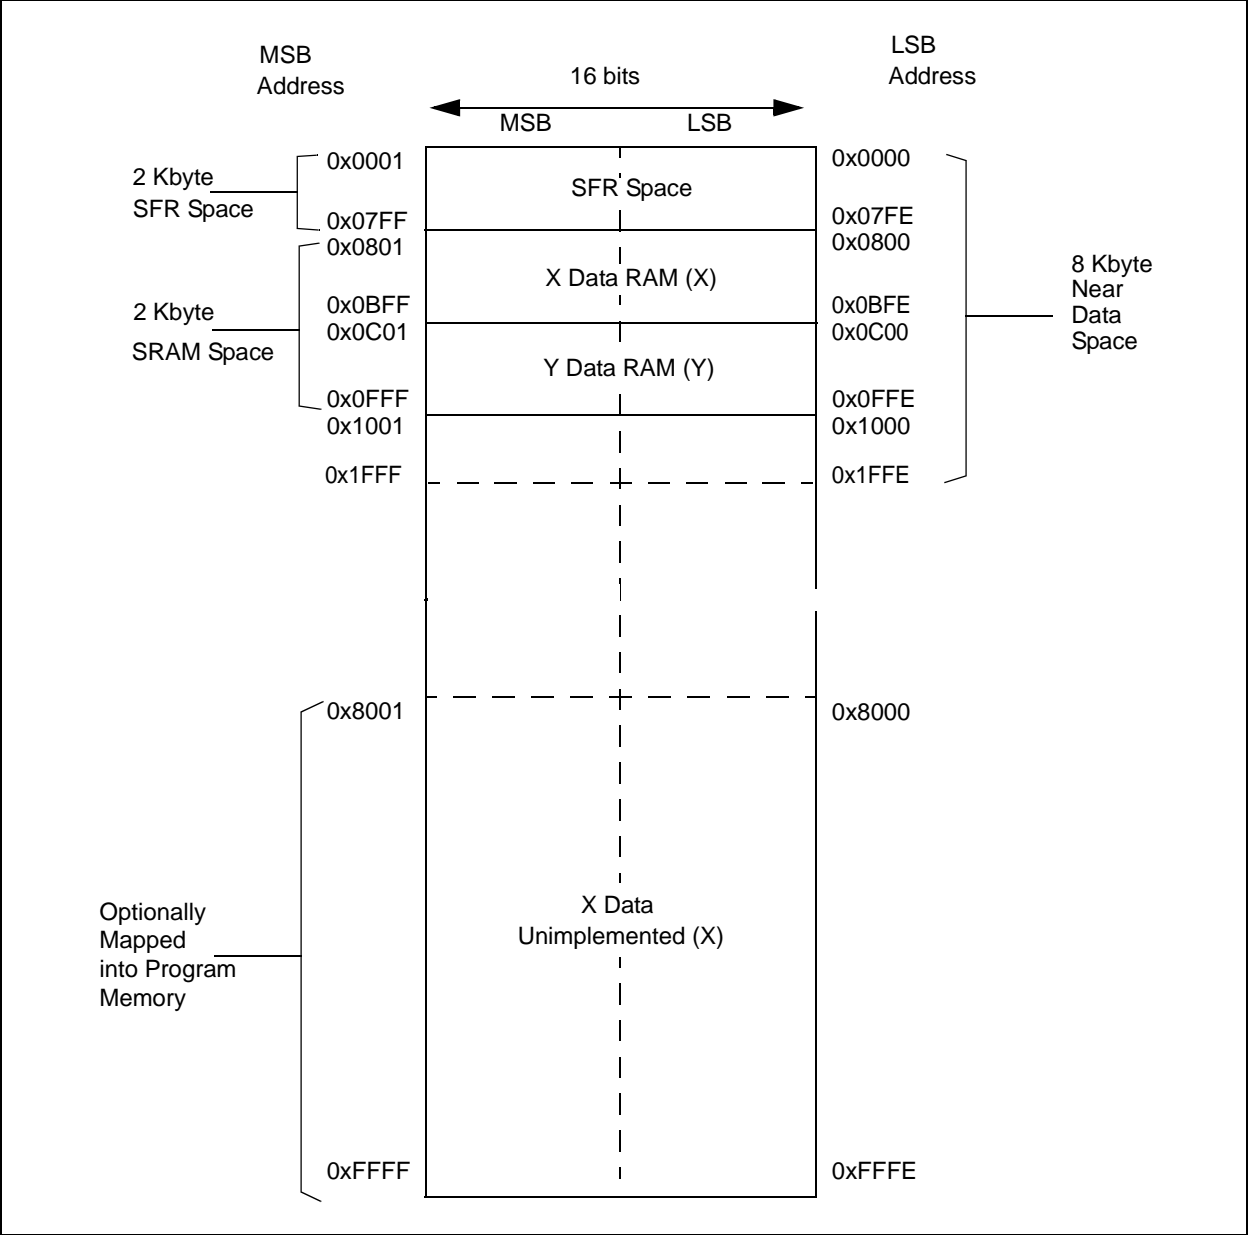 MSB
Address
LSB
Address
16 bits
MSB
LSB
2 Kbyte
SFR Space
0x0001
SFR Space
0x0000
0x07FF
0x07FE
0x0801
0x0800
X Data RAM (X)
2 Kbyte
SRAM Space
0x0BFF
0x0BFE
0x0C01
0x0C00
8 Kbyte
Near
Data
Space
Y Data RAM (Y)
0x0FFF
0x0FFE
0x1001
0x1000
0x1FFF
0x1FFE
0x8001
0x8000
Optionally
Mapped
into Program
Memory
X Data
Unimplemented (X)
0xFFFF
0xFFFE